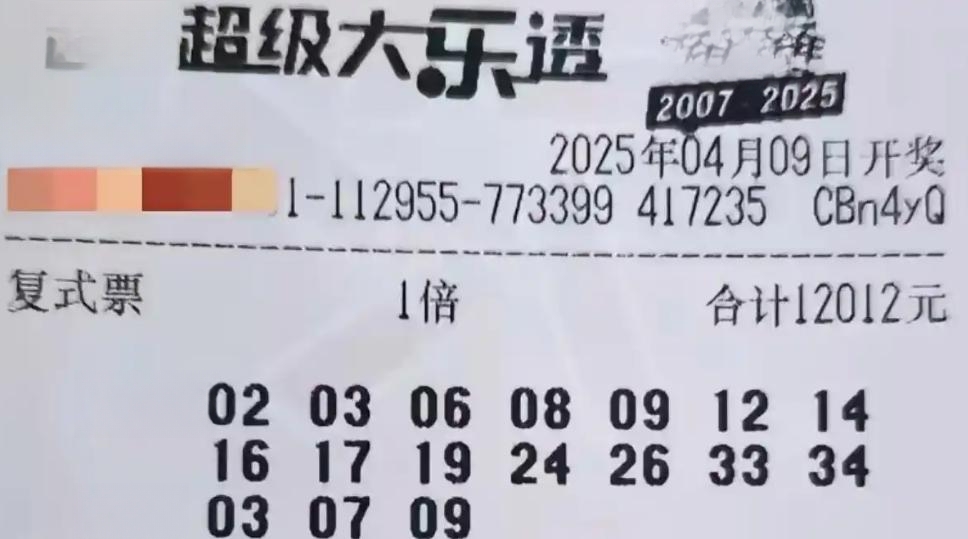 超级大乐透
2007 2025
2025年04月09日开奖
1-112955-773399 417235 CBn4yQ
复式票 1倍 合计12012元
02 03 06 08 09 12 14
16 17 19 24 26 33 34
03 07 09